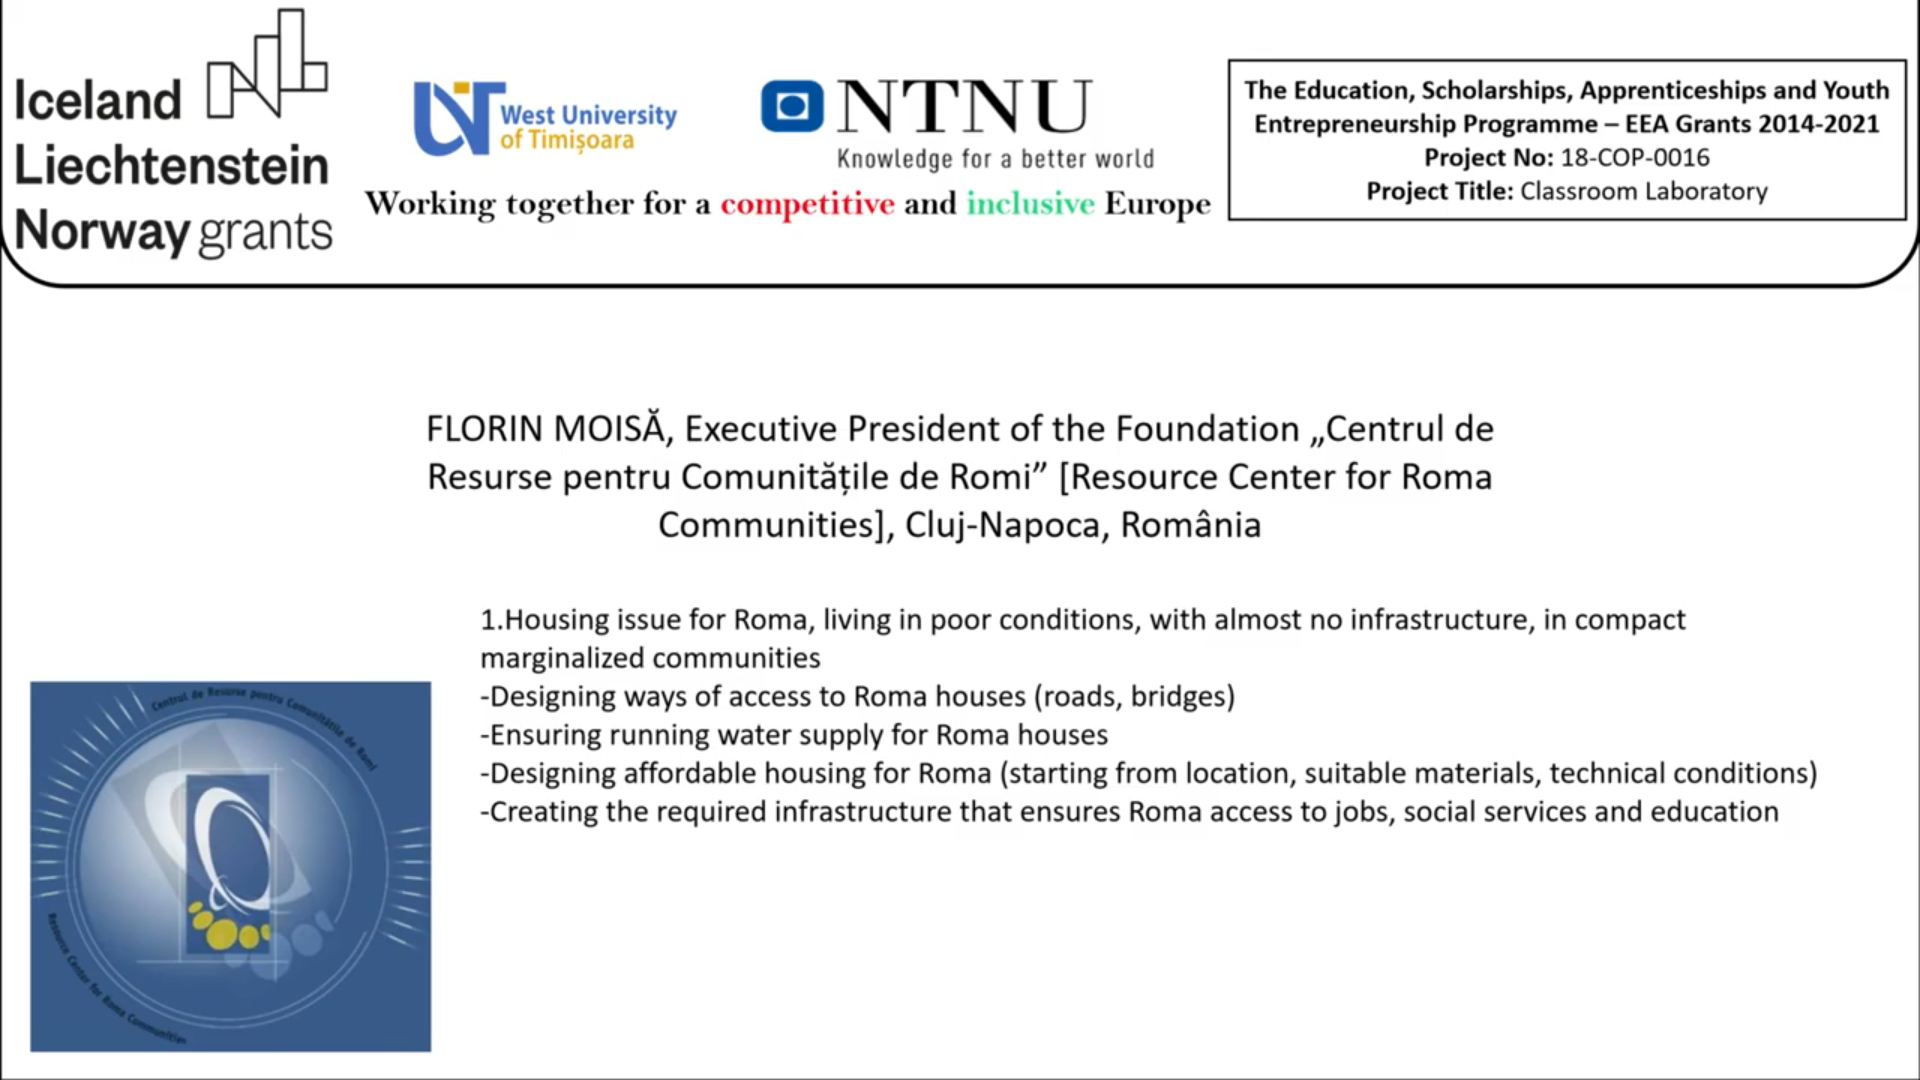 Iceland
Liechtenstein
Norway grants
West University
of Timișoara
NTNU
Knowledge for a better world
Working together for a competitive and inclusive Europe
The Education, Scholarships, Apprenticeships and Youth
Entrepreneurship Programme – EEA Grants 2014-2021
Project No: 18-COP-0016
Project Title: Classroom Laboratory
FLORIN MOISĂ, Executive President of the Foundation „Centrul de
Resurse pentru Comunitățile de Romi” [Resource Center for Roma
Communities], Cluj-Napoca, România
1.Housing issue for Roma, living in poor conditions, with almost no infrastructure, in compact
marginalized communities
-Designing ways of access to Roma houses (roads, bridges)
-Ensuring running water supply for Roma houses
-Designing affordable housing for Roma (starting from location, suitable materials, technical conditions)
-Creating the required infrastructure that ensures Roma access to jobs, social services and education
Centrul de Resurse pentru Comunitățile de Romi
Resource Center for Roma Communities